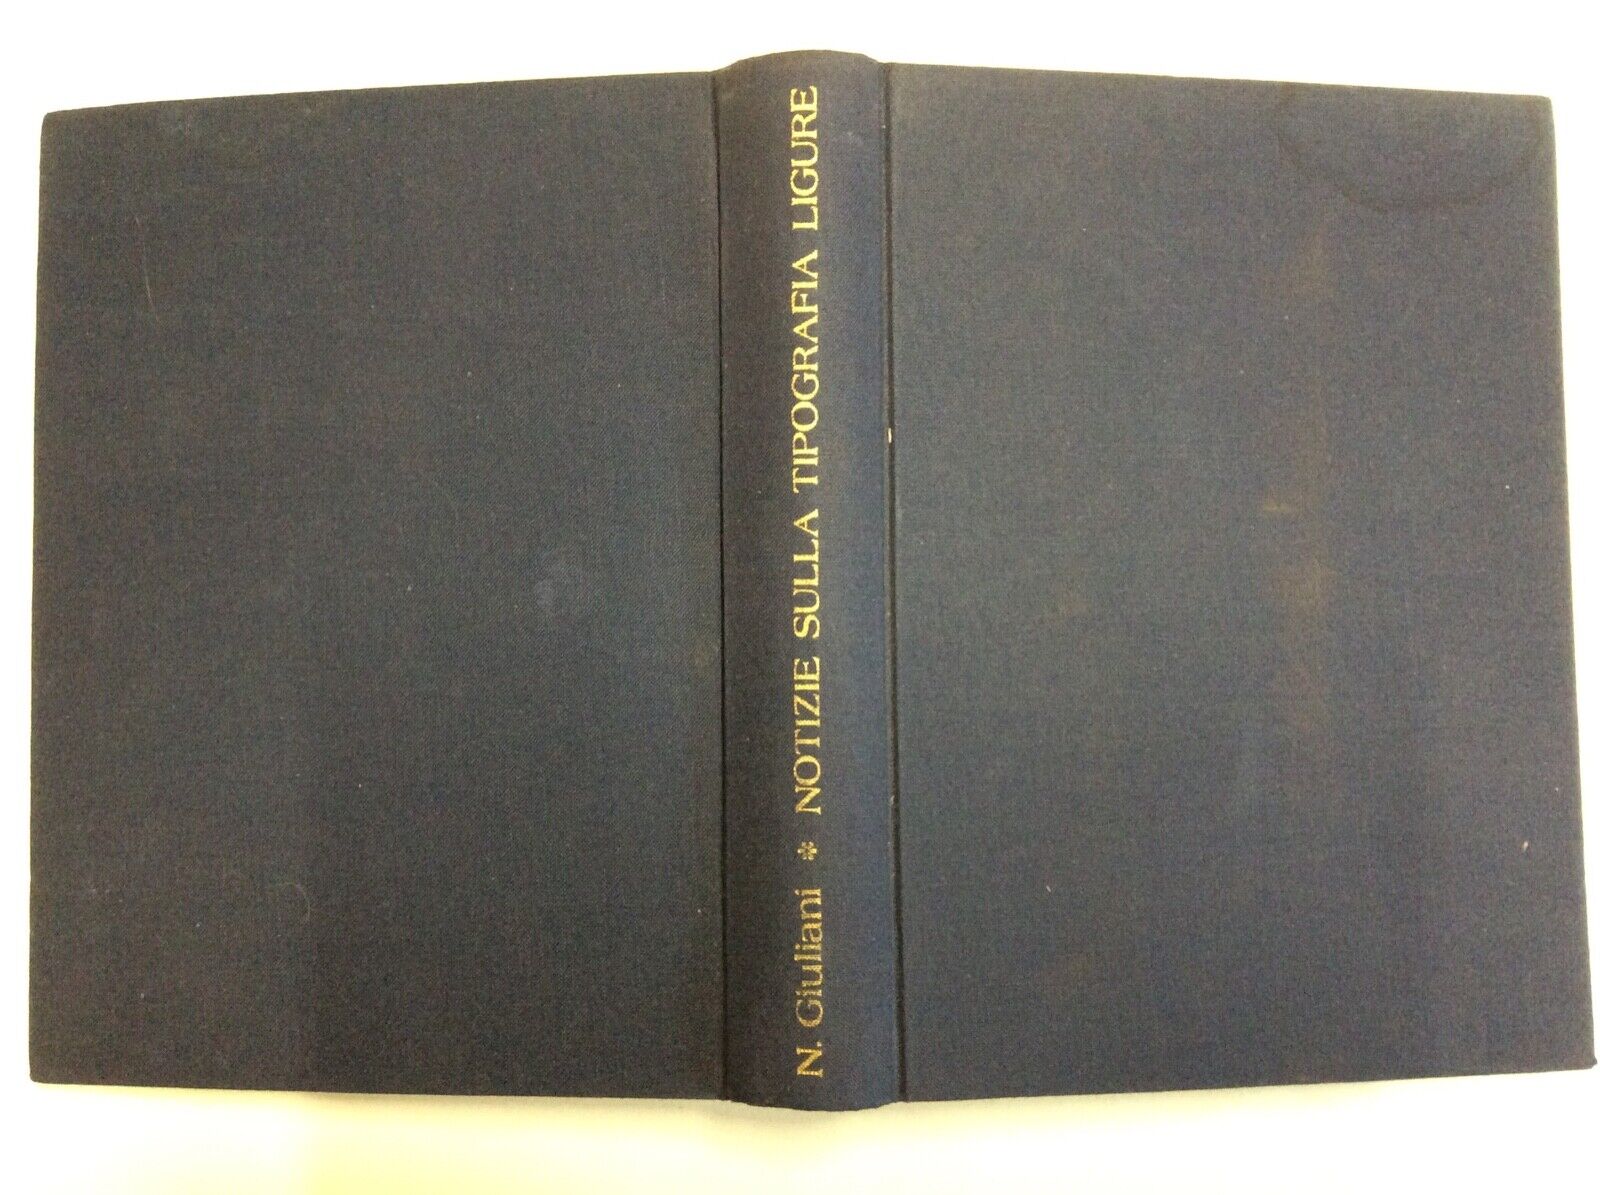 N. Giuliani * NOTIZIE SULLA TIPOGRAFIA LIGURE